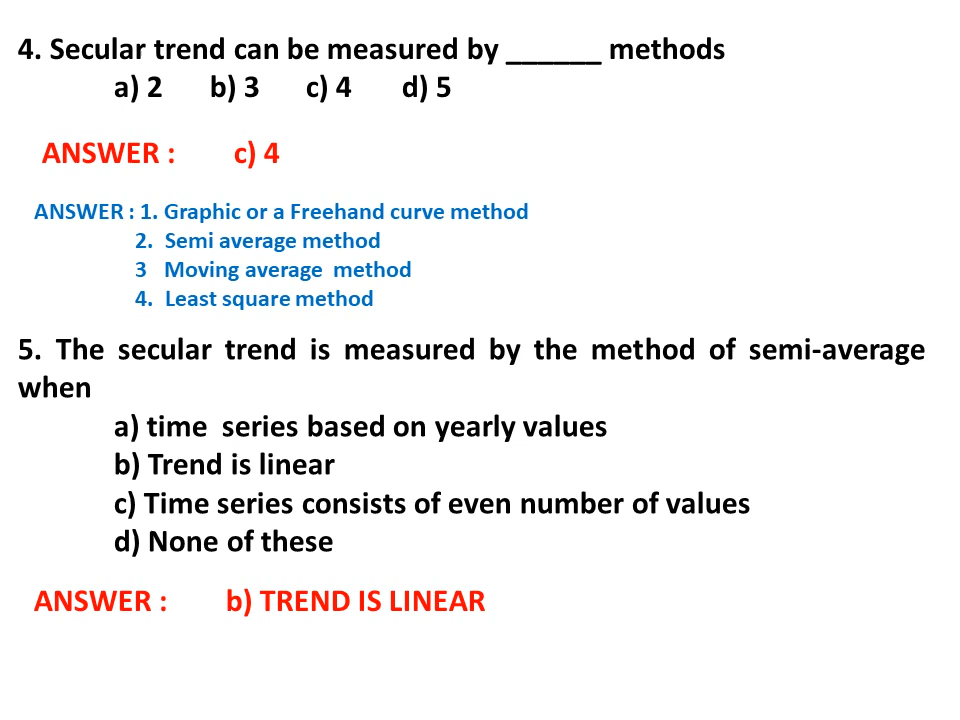 4. Secular trend can be measured by ______ methods
a) 2 b) 3 c) 4 d) 5
ANSWER : c) 4
ANSWER : 1. Graphic or a Freehand curve method
2. Semi average method
3 Moving average method
4. Least square method
5. The secular trend is measured by the method of semi-average
when
a) time series based on yearly values
b) Trend is linear
c) Time series consists of even number of values
d) None of these
ANSWER : b) TREND IS LINEAR